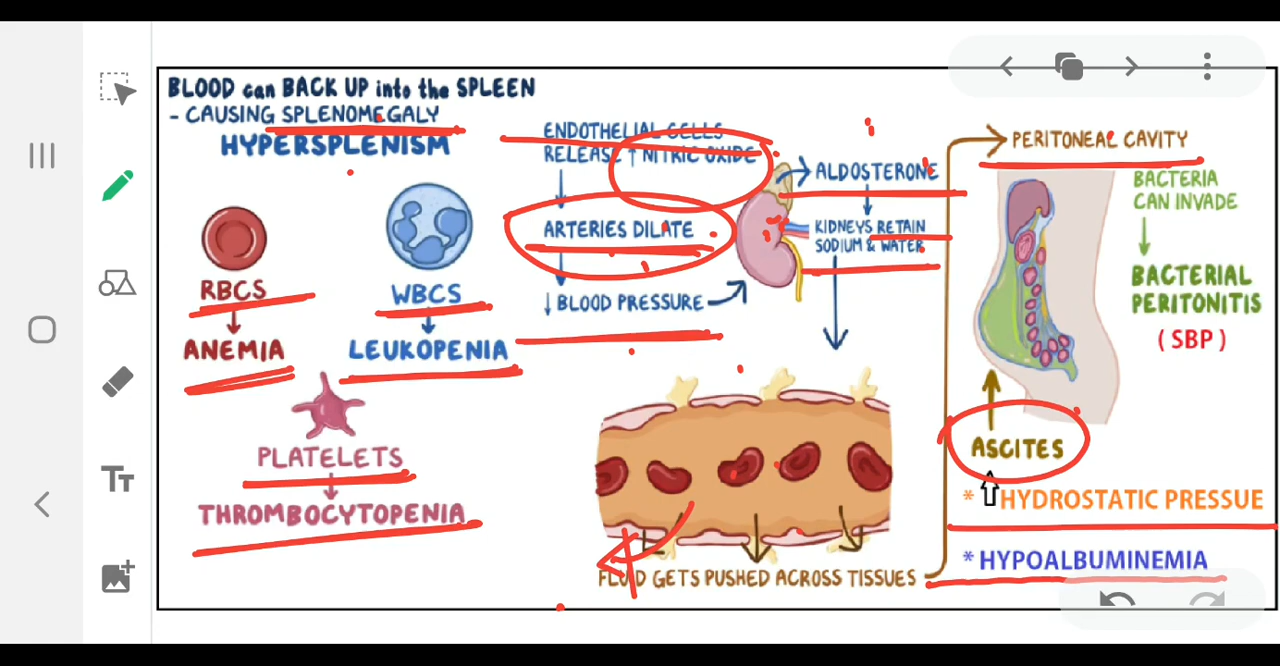 BLOOD can BACK UP into the SPLEEN
- CAUSING SPLENOMEGALY
HYPERSPLENISM
RBCS
ANEMIA
WBCS
LEUKOPENIA
PLATELETS
THROMBOCYTOPENIA
ENDOTHELIAL CELLS
RELEASE ↑ NITRIC OXIDE
ARTERIES DILATE
↓ BLOOD PRESSURE
ALDOSTERONE
KIDNEYS RETAIN
SODIUM & WATER
FLUID GETS PUSHED ACROSS TISSUES
PERITONEAL CAVITY
BACTERIA
CAN INVADE
BACTERIAL
PERITONITIS
( SBP )
ASCITES
* ⇧ HYDROSTATIC PRESSUE
* HYPOALBUMINEMIA
TT